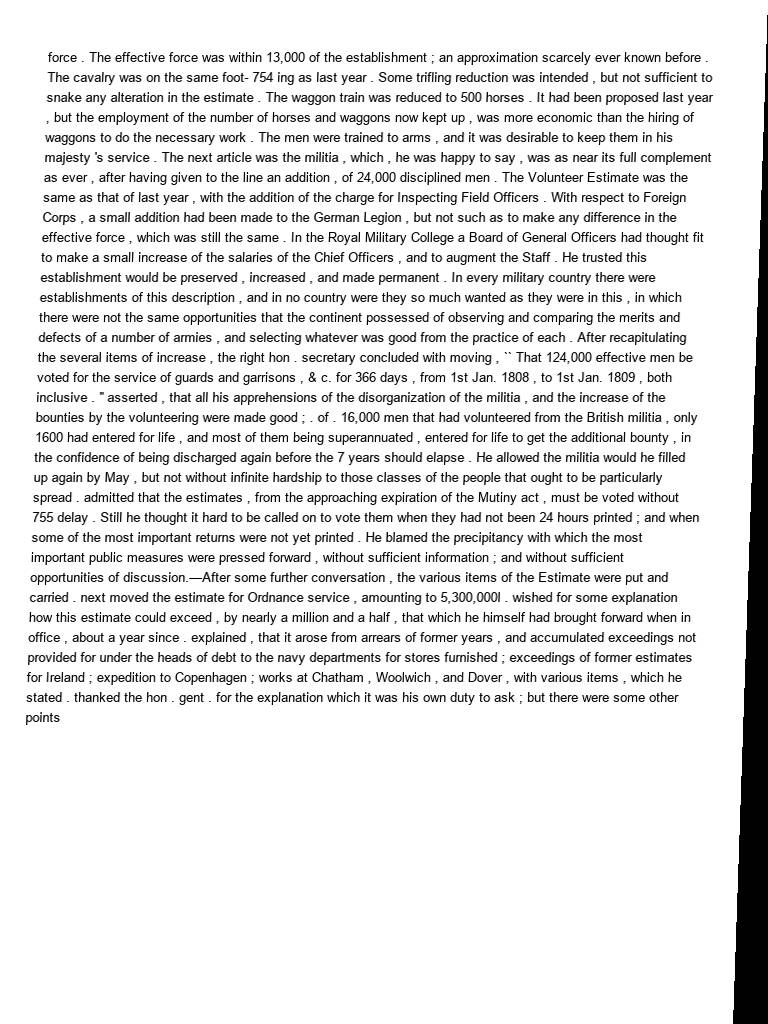 force . The effective force was within 13,000 of the establishment ; an approximation scarcely ever known before .
The cavalry was on the same foot- 754 ing as last year . Some trifling reduction was intended , but not sufficient to
snake any alteration in the estimate . The waggon train was reduced to 500 horses . It had been proposed last year
, but the employment of the number of horses and waggons now kept up , was more economic than the hiring of
waggons to do the necessary work . The men were trained to arms , and it was desirable to keep them in his
majesty 's service . The next article was the militia , which , he was happy to say , was as near its full complement
as ever , after having given to the line an addition , of 24,000 disciplined men . The Volunteer Estimate was the
same as that of last year , with the addition of the charge for Inspecting Field Officers . With respect to Foreign
Corps , a small addition had been made to the German Legion , but not such as to make any difference in the
effective force , which was still the same . In the Royal Military College a Board of General Officers had thought fit
to make a small increase of the salaries of the Chief Officers , and to augment the Staff . He trusted this
establishment would be preserved , increased , and made permanent . In every military country there were
establishments of this description , and in no country were they so much wanted as they were in this , in which
there were not the same opportunities that the continent possessed of observing and comparing the merits and
defects of a number of armies , and selecting whatever was good from the practice of each . After recapitulating
the several items of increase , the right hon . secretary concluded with moving , `` That 124,000 effective men be
voted for the service of guards and garrisons , & c. for 366 days , from 1st Jan. 1808 , to 1st Jan. 1809 , both
inclusive . " asserted , that all his apprehensions of the disorganization of the militia , and the increase of the
bounties by the volunteering were made good ; . of . 16,000 men that had volunteered from the British militia , only
1600 had entered for life , and most of them being superannuated , entered for life to get the additional bounty , in
the confidence of being discharged again before the 7 years should elapse . He allowed the militia would he filled
up again by May , but not without infinite hardship to those classes of the people that ought to be particularly
spread . admitted that the estimates , from the approaching expiration of the Mutiny act , must be voted without
755 delay . Still he thought it hard to be called on to vote them when they had not been 24 hours printed ; and when
some of the most important returns were not yet printed . He blamed the precipitancy with which the most
important public measures were pressed forward , without sufficient information ; and without sufficient
opportunities of discussion.—After some further conversation , the various items of the Estimate were put and
carried . next moved the estimate for Ordnance service , amounting to 5,300,000l . wished for some explanation
how this estimate could exceed , by nearly a million and a half , that which he himself had brought forward when in
office , about a year since . explained , that it arose from arrears of former years , and accumulated exceedings not
provided for under the heads of debt to the navy departments for stores furnished ; exceedings of former estimates
for Ireland ; expedition to Copenhagen ; works at Chatham , Woolwich , and Dover , with various items , which he
stated . thanked the hon . gent . for the explanation which it was his own duty to ask ; but there were some other
points